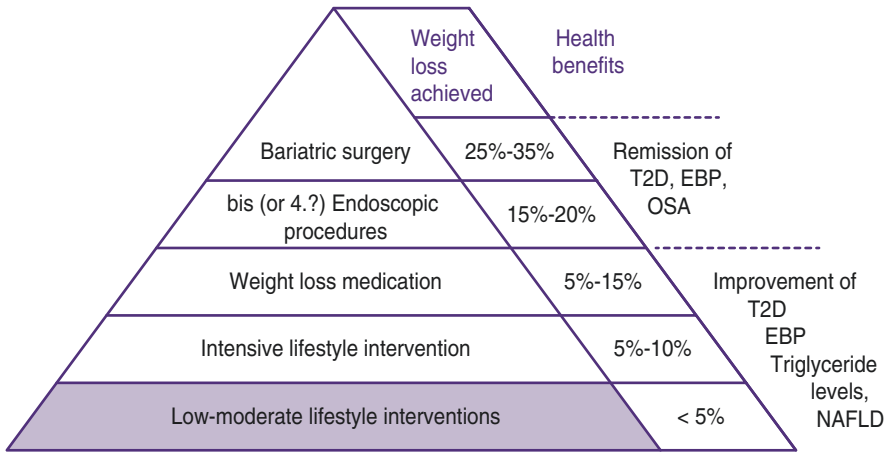 Weight
loss
achieved
Health
benefits
Bariatric surgery
25%-35%
Remission of
T2D, EBP,
OSA
bis (or 4.?) Endoscopic
procedures
15%-20%
Weight loss medication
5%-15%
Improvement of
T2D
EBP
Triglyceride
levels,
NAFLD
Intensive lifestyle intervention
5%-10%
Low-moderate lifestyle interventions
< 5%